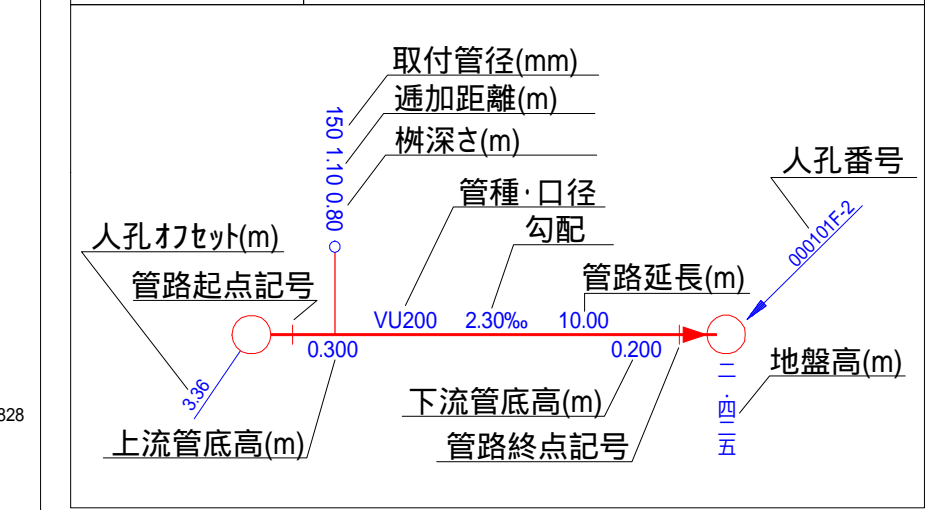 取付管径(mm)
逓加距離(m)
桝深さ(m)
150 1.10 0.80
管種・口径
勾配
人孔番号
000101F-2
人孔ｵﾌｾｯﾄ(m)
管路起点記号
管路延長(m)
VU200 2.30‰ 10.00
0.300 0.200
3.36
地盤高(m)
二・四二五
下流管底高(m)
上流管底高(m)
管路終点記号
828